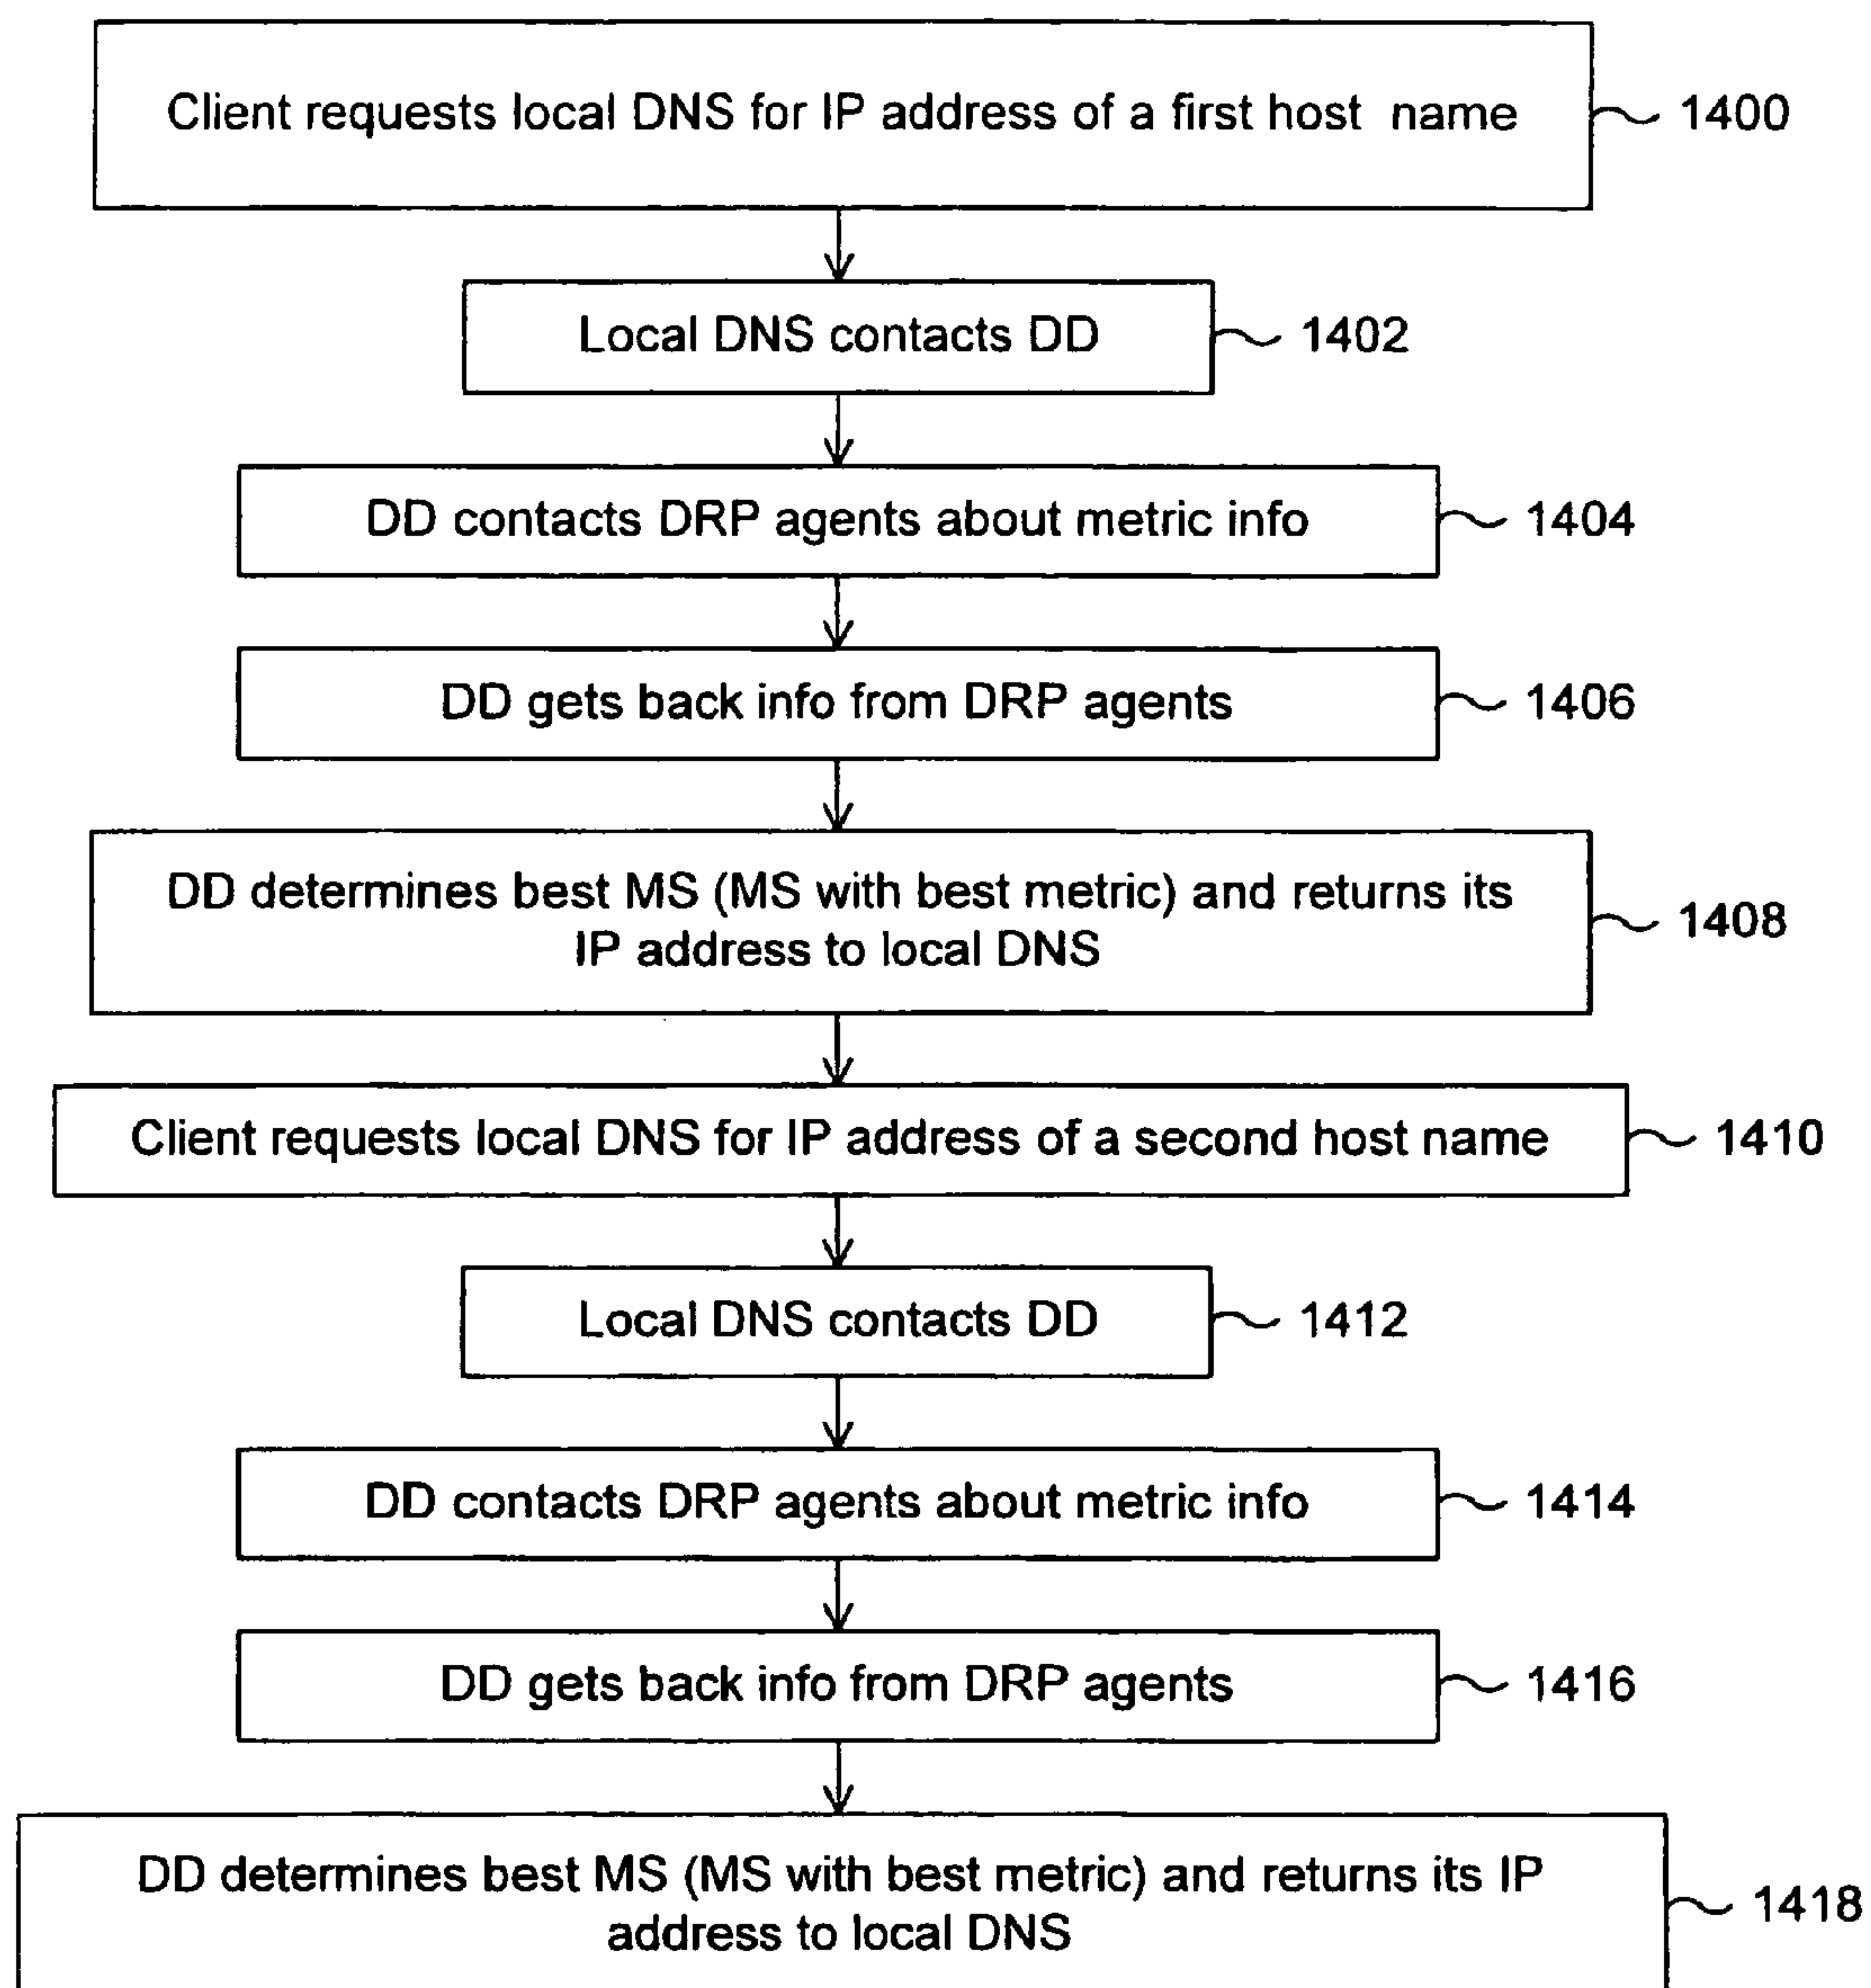 Client requests local DNS for IP address of a first host name
1400
Local DNS contacts DD
1402
DD contacts DRP agents about metric info
1404
DD gets back info from DRP agents
1406
DD determines best MS (MS with best metric) and returns its
IP address to local DNS
1408
Client requests local DNS for IP address of a second host name
1410
Local DNS contacts DD
1412
DD contacts DRP agents about metric info
1414
DD gets back info from DRP agents
1416
DD determines best MS (MS with best metric) and returns its IP
address to local DNS
1418